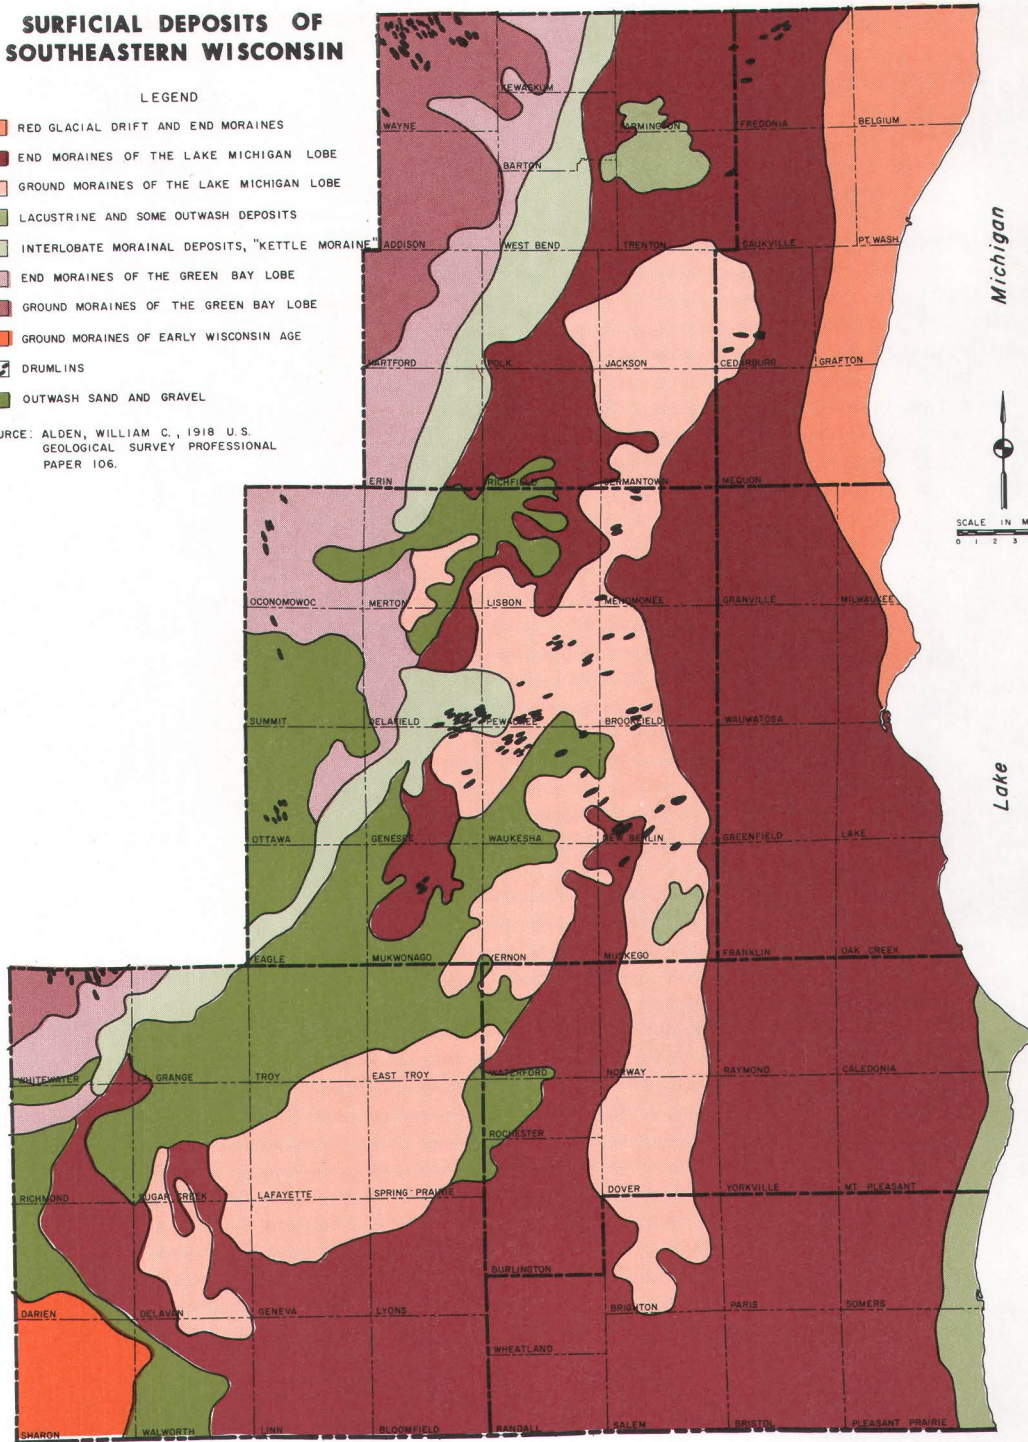 SURFICIAL DEPOSITS OF
SOUTHEASTERN WISCONSIN
LEGEND
RED GLACIAL DRIFT AND END MORAINES
END MORAINES OF THE LAKE MICHIGAN LOBE
GROUND MORAINES OF THE LAKE MICHIGAN LOBE
LACUSTRINE AND SOME OUTWASH DEPOSITS
INTERLOBATE MORAINAL DEPOSITS, "KETTLE MORAINE"
END MORAINES OF THE GREEN BAY LOBE
GROUND MORAINES OF THE GREEN BAY LOBE
GROUND MORAINES OF EARLY WISCONSIN AGE
DRUMLINS
OUTWASH SAND AND GRAVEL
URCE: ALDEN, WILLIAM C., 1918 U.S.
GEOLOGICAL SURVEY PROFESSIONAL
PAPER 106.
KEWASKUM
WAYNE
FARMINGTON
FREDONIA
BELGIUM
BARTON
ADDISON
WEST BEND
TRENTON
SAUKVILLE
PT. WASH.
Michigan
HARTFORD
POLK
JACKSON
CEDARBURG
GRAFTON
ERIN
RICHFIELD
GERMANTOWN
MEQUON
SCALE IN M
0 1 2 3
OCONOMOWOC
MERTON
LISBON
MENOMONEE
GRANVILLE
MILWAUKEE
SUMMIT
DELAFIELD
PEWAUKEE
BROOKFIELD
WAUWATOSA
Lake
OTTAWA
GENESEE
WAUKESHA
NEW BERLIN
GREENFIELD
LAKE
EAGLE
MUKWONAGO
VERNON
MUSKEGO
FRANKLIN
OAK CREEK
WHITEWATER
LA GRANGE
TROY
EAST TROY
WATERFORD
NORWAY
RAYMOND
CALEDONIA
ROCHESTER
RICHMOND
SUGAR CREEK
LAFAYETTE
SPRING PRAIRIE
DOVER
YORKVILLE
MT PLEASANT
BURLINGTON
DARIEN
DELAVAN
GENEVA
LYONS
BRIGHTON
PARIS
SOMERS
WHEATLAND
SHARON
WALWORTH
LINN
BLOOMFIELD
RANDALL
SALEM
BRISTOL
PLEASANT PRAIRIE